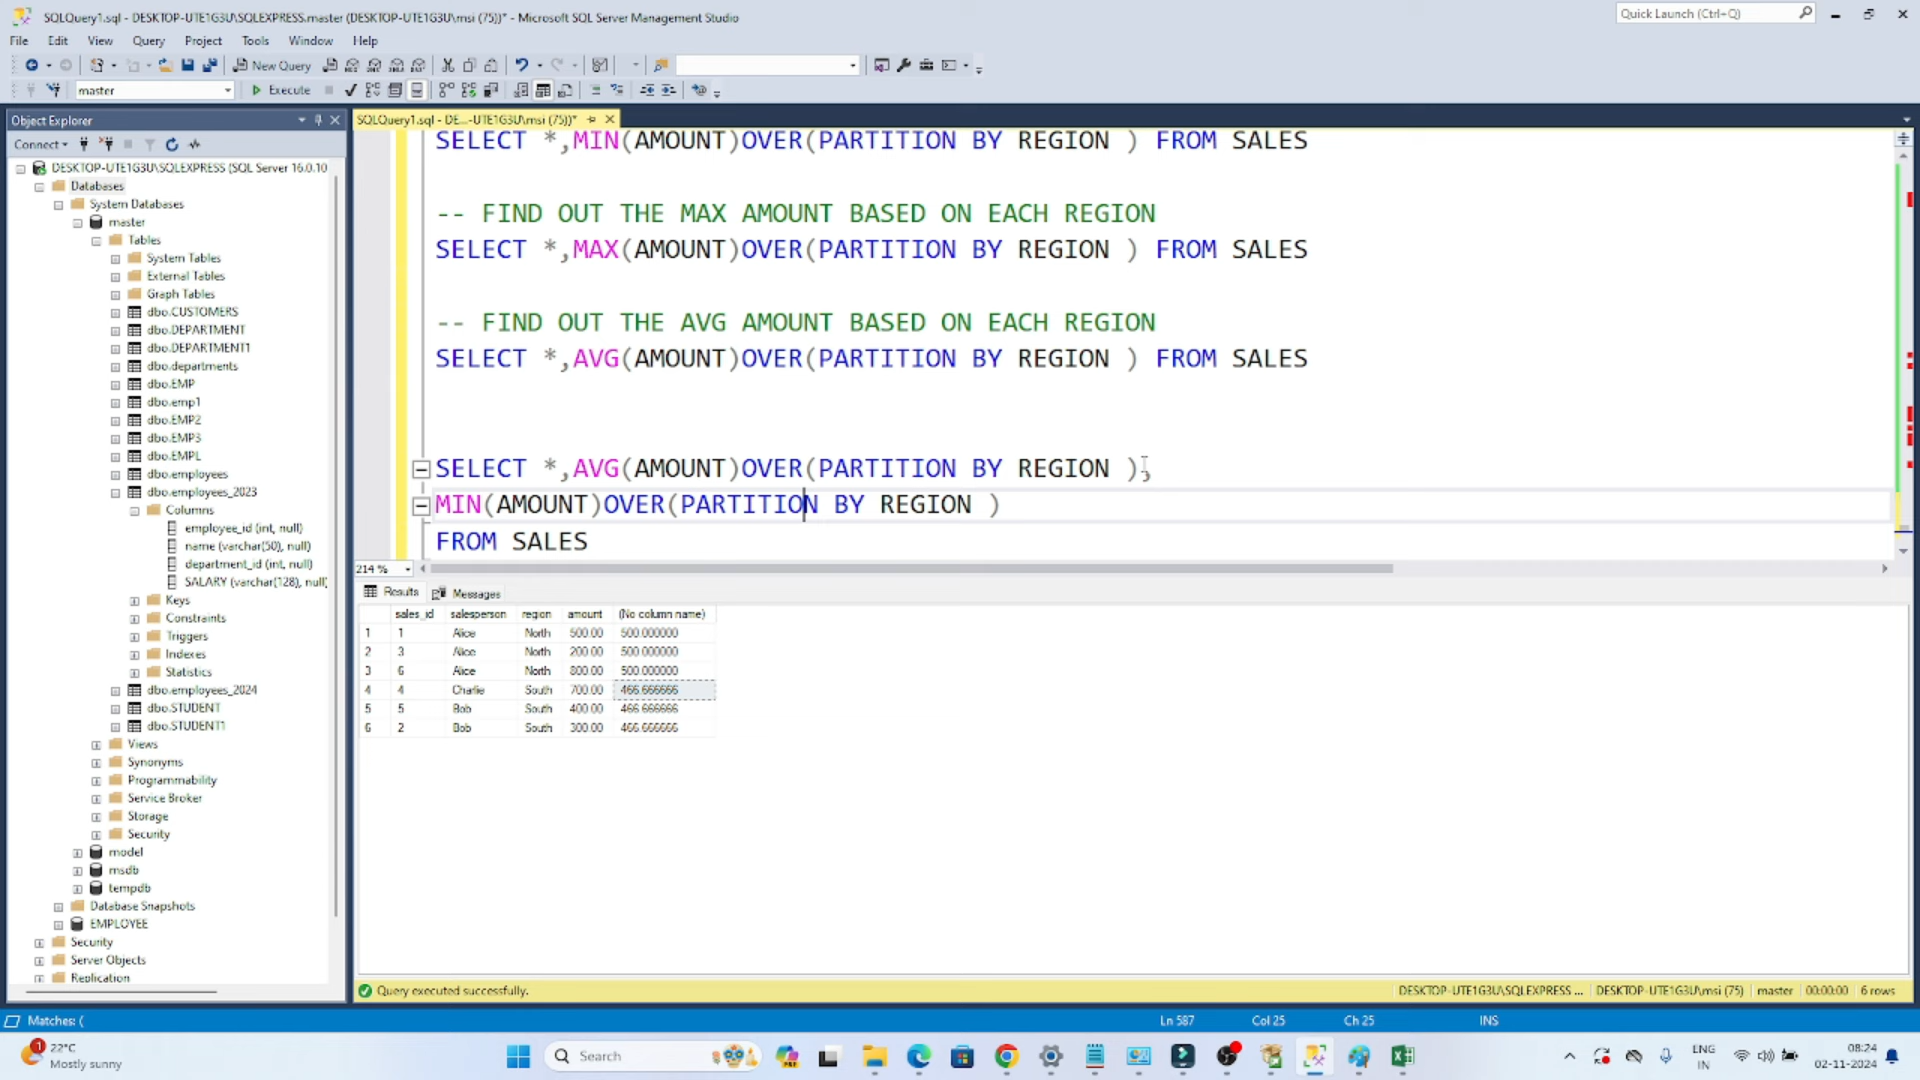 SQLQuery1.sql - DESKTOP-UTE1G3U\SQLEXPRESS.master (DESKTOP-UTE1G3U\msi (75))* - Microsoft SQL Server Management Studio
Quick Launch (Ctrl+Q)
File Edit View Query Project Tools Window Help
New Query
master
Execute
Object Explorer
SQLQuery1.sql - DE...-UTE1G3U\msi (75))*
Connect
DESKTOP-UTE1G3U\SQLEXPRESS (SQL Server 16.0.10
Databases
System Databases
master
Tables
System Tables
External Tables
Graph Tables
dbo.CUSTOMERS
dbo.DEPARTMENT
dbo.DEPARTMENT1
dbo.departments
dbo.EMP
dbo.emp1
dbo.EMP2
dbo.EMP3
dbo.EMPL
dbo.employees
dbo.employees_2023
Columns
employee_id (int, null)
name (varchar(50), null)
department_id (int, null)
SALARY (varchar(128), null)
Keys
Constraints
Triggers
Indexes
Statistics
dbo.employees_2024
dbo.STUDENT
dbo.STUDENT1
Views
Synonyms
Programmability
Service Broker
Storage
Security
model
msdb
tempdb
Database Snapshots
EMPLOYEE
Security
Server Objects
Replication
SELECT *,MIN(AMOUNT)OVER(PARTITION BY REGION ) FROM SALES
-- FIND OUT THE MAX AMOUNT BASED ON EACH REGION
SELECT *,MAX(AMOUNT)OVER(PARTITION BY REGION ) FROM SALES
-- FIND OUT THE AVG AMOUNT BASED ON EACH REGION
SELECT *,AVG(AMOUNT)OVER(PARTITION BY REGION ) FROM SALES
SELECT *,AVG(AMOUNT)OVER(PARTITION BY REGION ),
MIN(AMOUNT)OVER(PARTITION BY REGION )
FROM SALES
214 %
Results Messages
sales_id salesperson region amount (No column name)
1 1 Alice North 500.00 500.000000
2 3 Alice North 200.00 500.000000
3 6 Alice North 800.00 500.000000
4 4 Charlie South 700.00 466.666666
5 5 Bob South 400.00 466.666666
6 2 Bob South 300.00 466.666666
Query executed successfully.
DESKTOP-UTE1G3U\SQLEXPRESS ... DESKTOP-UTE1G3U\msi (75) master 00:00:00 6 rows
Matches: (
Ln 587 Col 25 Ch 25 INS
1
22°C
Mostly sunny
Search
ENG
IN
08:24
02-11-2024